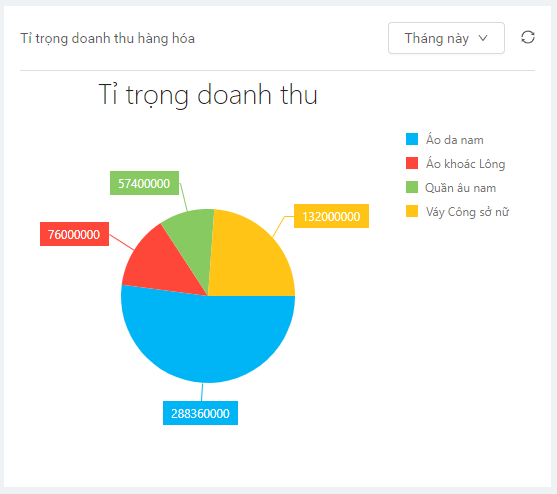 Tỉ trọng doanh thu hàng hóa
Tháng này
Tỉ trọng doanh thu
Áo da nam
Áo khoác Lông
Quần âu nam
Váy Công sở nữ
57400000
132000000
76000000
288360000